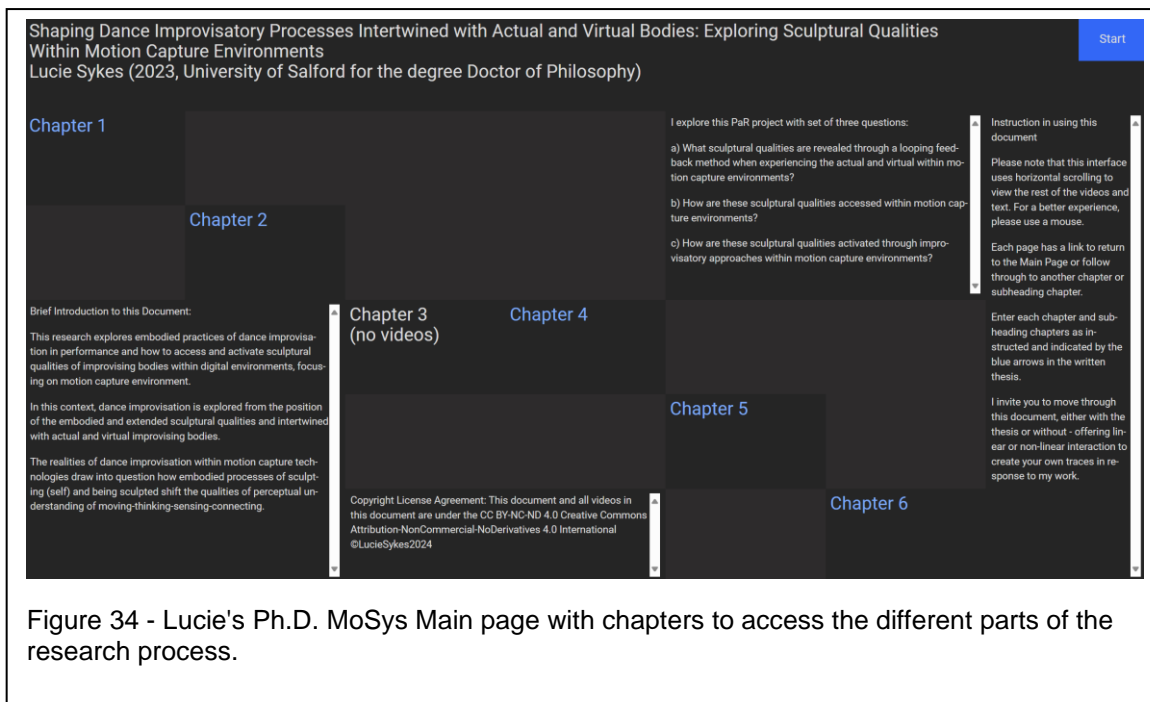 Shaping Dance Improvisatory Processes Intertwined with Actual and Virtual Bodies: Exploring Sculptural Qualities
Within Motion Capture Environments
Lucie Sykes (2023, University of Salford for the degree Doctor of Philosophy)
Start
Chapter 1
Chapter 2
I explore this PaR project with set of three questions:
a) What sculptural qualities are revealed through a looping feed-
back method when experiencing the actual and virtual within mo-
tion capture environments?
b) How are these sculptural qualities accessed within motion cap-
ture environments?
c) How are these sculptural qualities activated through impro-
visatory approaches within motion capture environments?
Instruction in using this
document
Please note that this interface
uses horizontal scrolling to
view the rest of the videos and
text. For a better experience,
please use a mouse.
Each page has a link to return
to the Main Page or follow
through to another chapter or
subheading chapter.
Enter each chapter and sub-
heading chapters as in-
structed and indicated by the
blue arrows in the written
thesis.
I invite you to move through
this document, either with the
thesis or without - offering lin-
ear or non-linear interaction to
create your own traces in re-
sponse to my work.
Brief Introduction to this Document:
This research explores embodied practices of dance improvisa-
tion in performance and how to access and activate sculptural
qualities of improvising bodies within digital environments, focus-
ing on motion capture environment.
In this context, dance improvisation is explored from the position
of the embodied and extended sculptural qualities and intertwined
with actual and virtual improvising bodies.
The realities of dance improvisation within motion capture tech-
nologies draw into question how embodied processes of sculpt-
ing (self) and being sculpted shift the qualities of perceptual un-
derstanding of moving-thinking-sensing-connecting.
Chapter 3
(no videos)
Chapter 4
Chapter 5
Copyright License Agreement: This document and all videos in
this document are under the CC BY-NC-ND 4.0 Creative Commons
Attribution-NonCommercial-NoDerivatives 4.0 International
©LucieSykes2024
Chapter 6
Figure 34 - Lucie's Ph.D. MoSys Main page with chapters to access the different parts of the
research process.